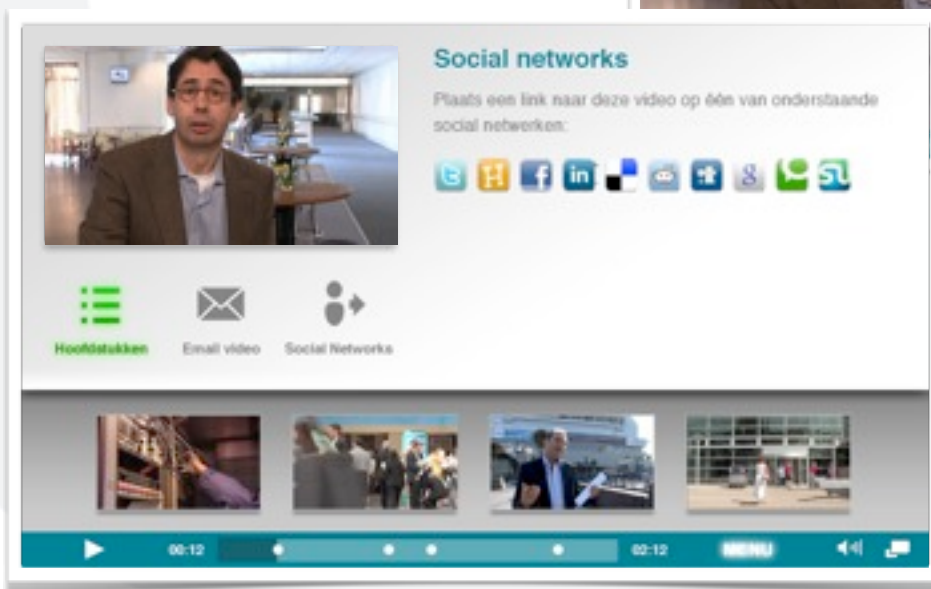 Social networks
Plaats een link naar deze video op één van onderstaande
social netwerken:
Hoofdstukken
Email video
Social Networks
00:12
02:12
MENU